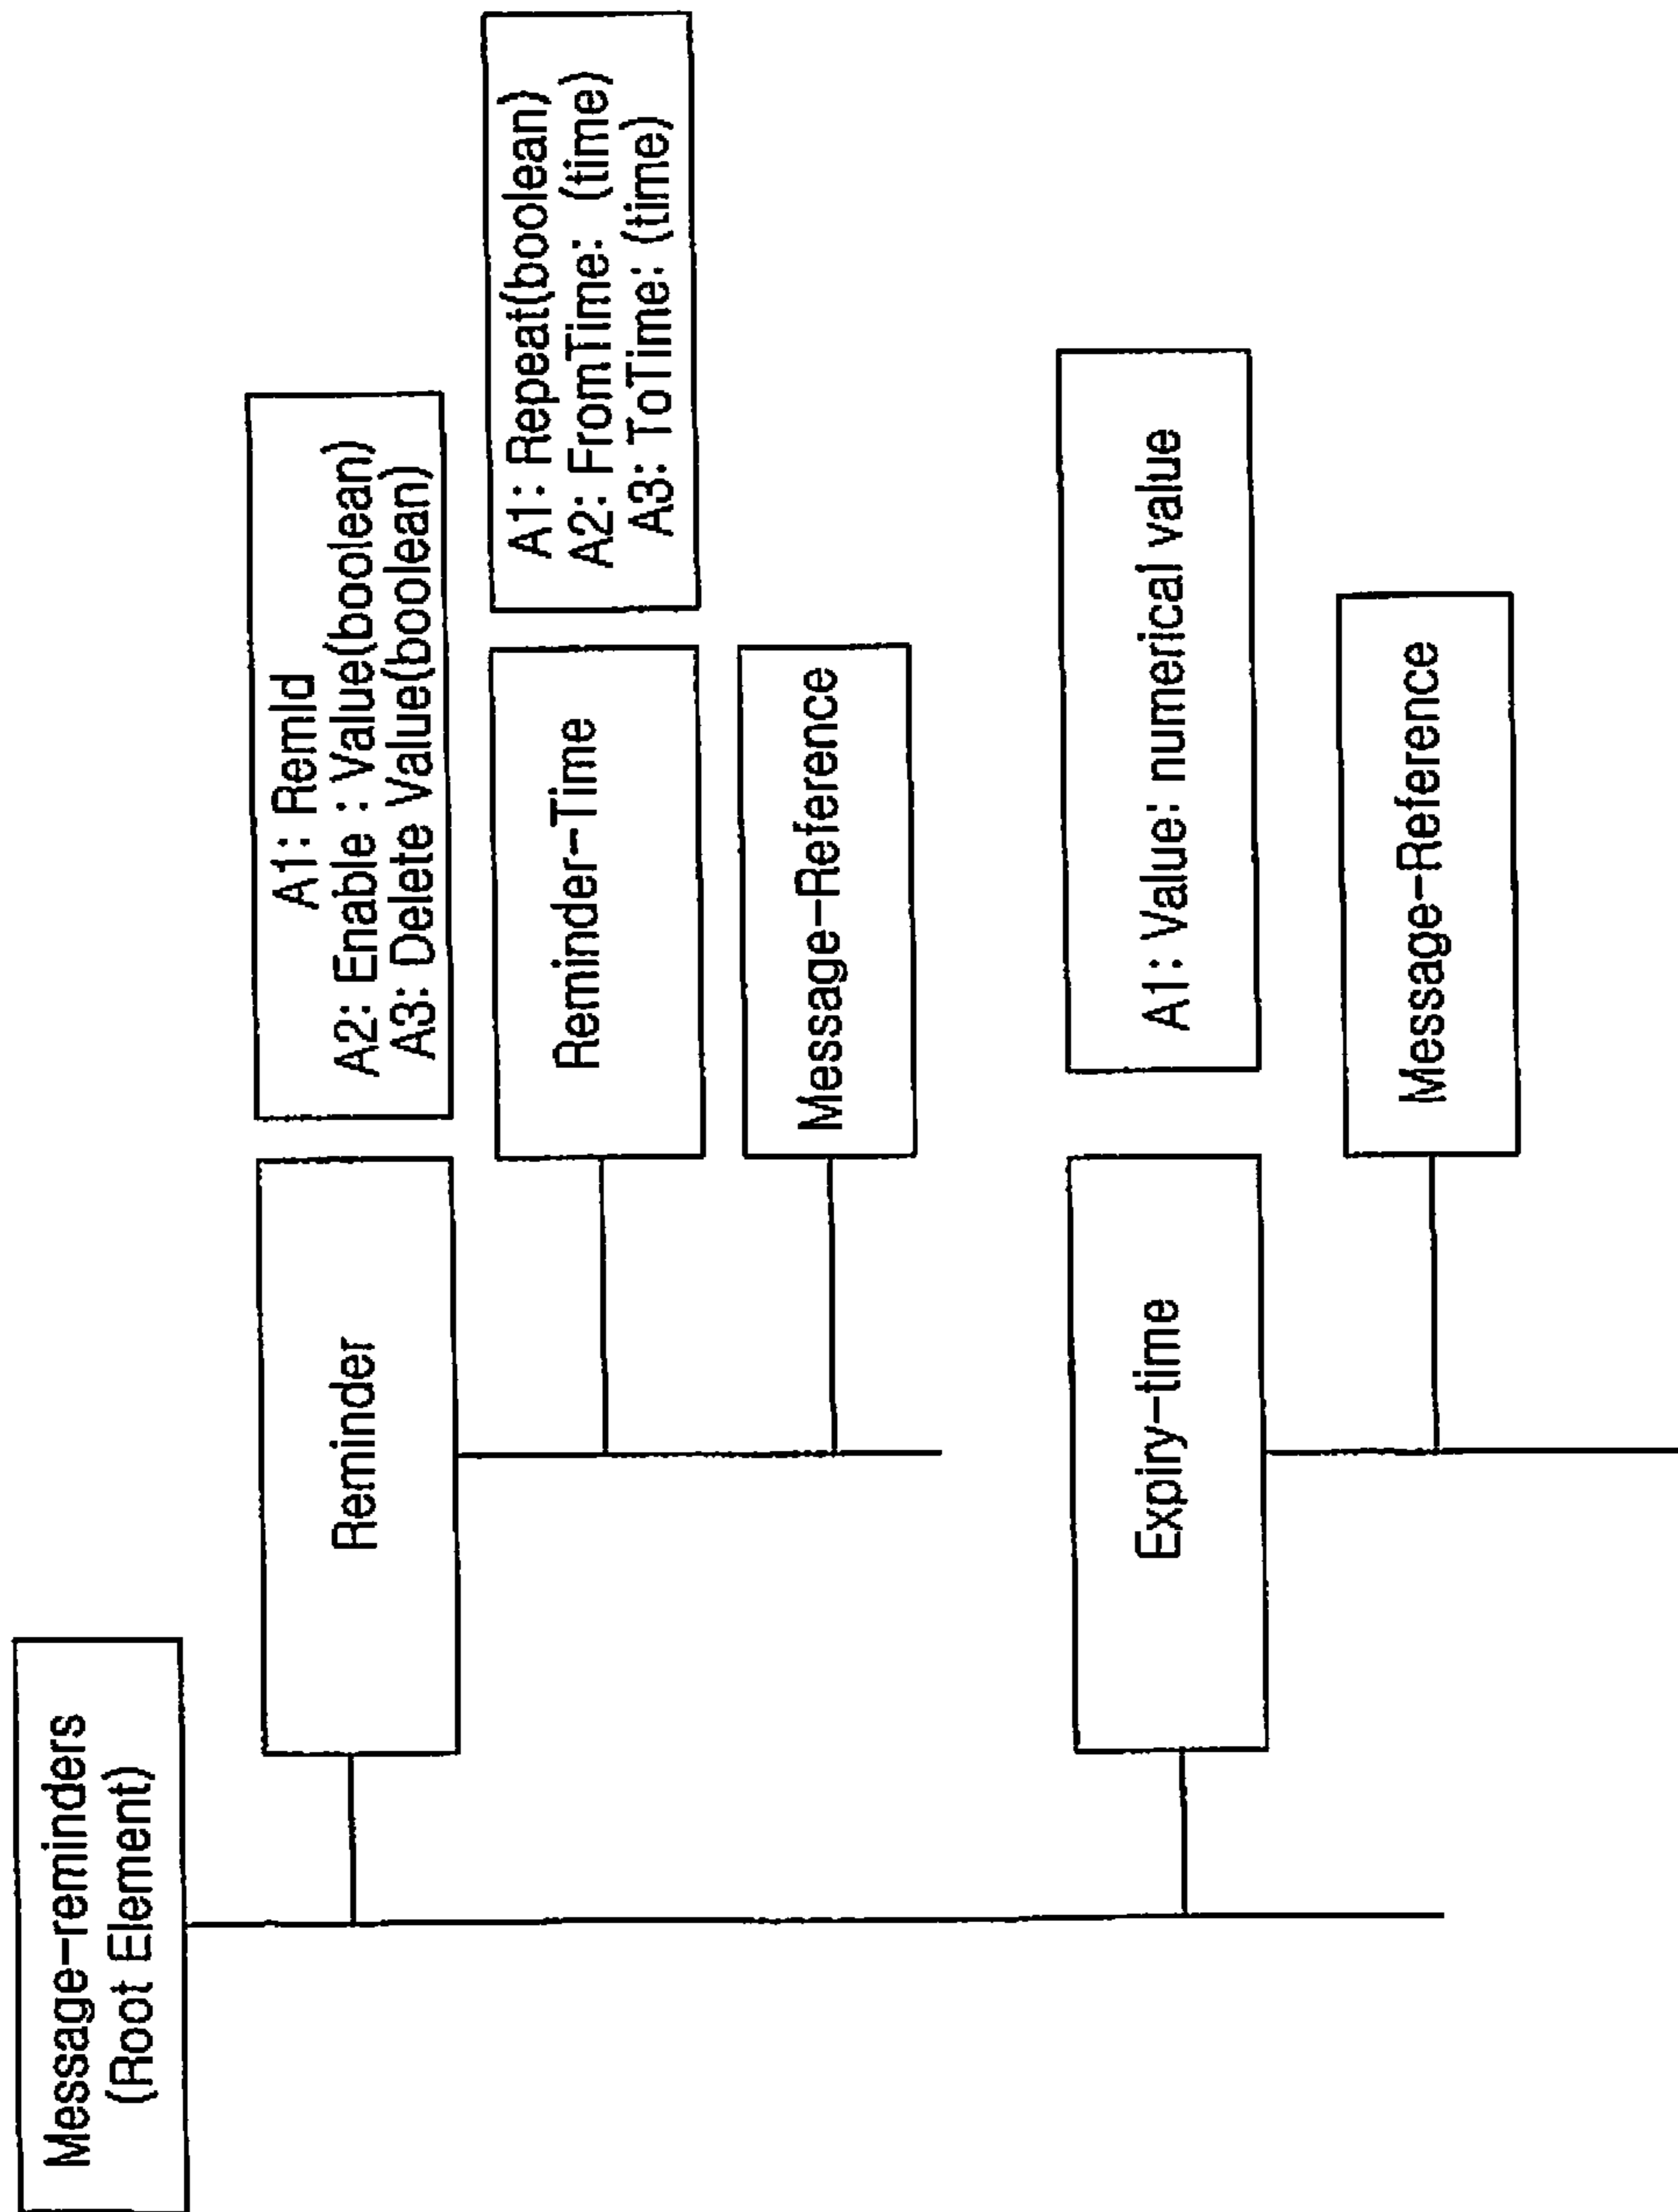 Message-reminders
(Root Element)
Reminder
A1: RemId
A2: Enable : Value(boolean)
A3: Delete Value(boolean)
Reminder-Time
A1: Repeat(boolean)
A2: FromTime: (time)
A3: ToTime: (time)
Message-Reference
Expiry-time
A1: Value: numerical value
Message-Reference